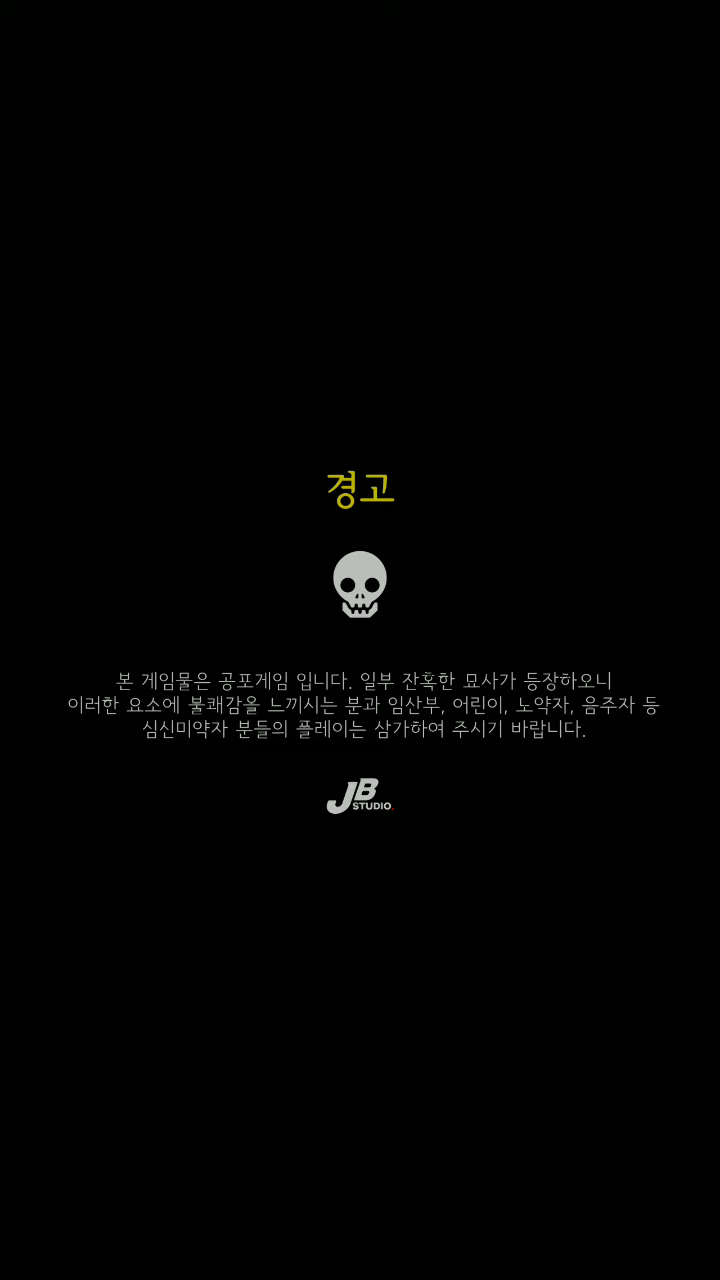 경고
본 게임물은 공포게임 입니다. 일부 잔혹한 묘사가 등장하오니
이러한 요소에 불쾌감을 느끼시는 분과 임산부, 어린이, 노약자, 음주자 등
심신미약자 분들의 플레이는 삼가하여 주시기 바랍니다.
JB
STUDIO.